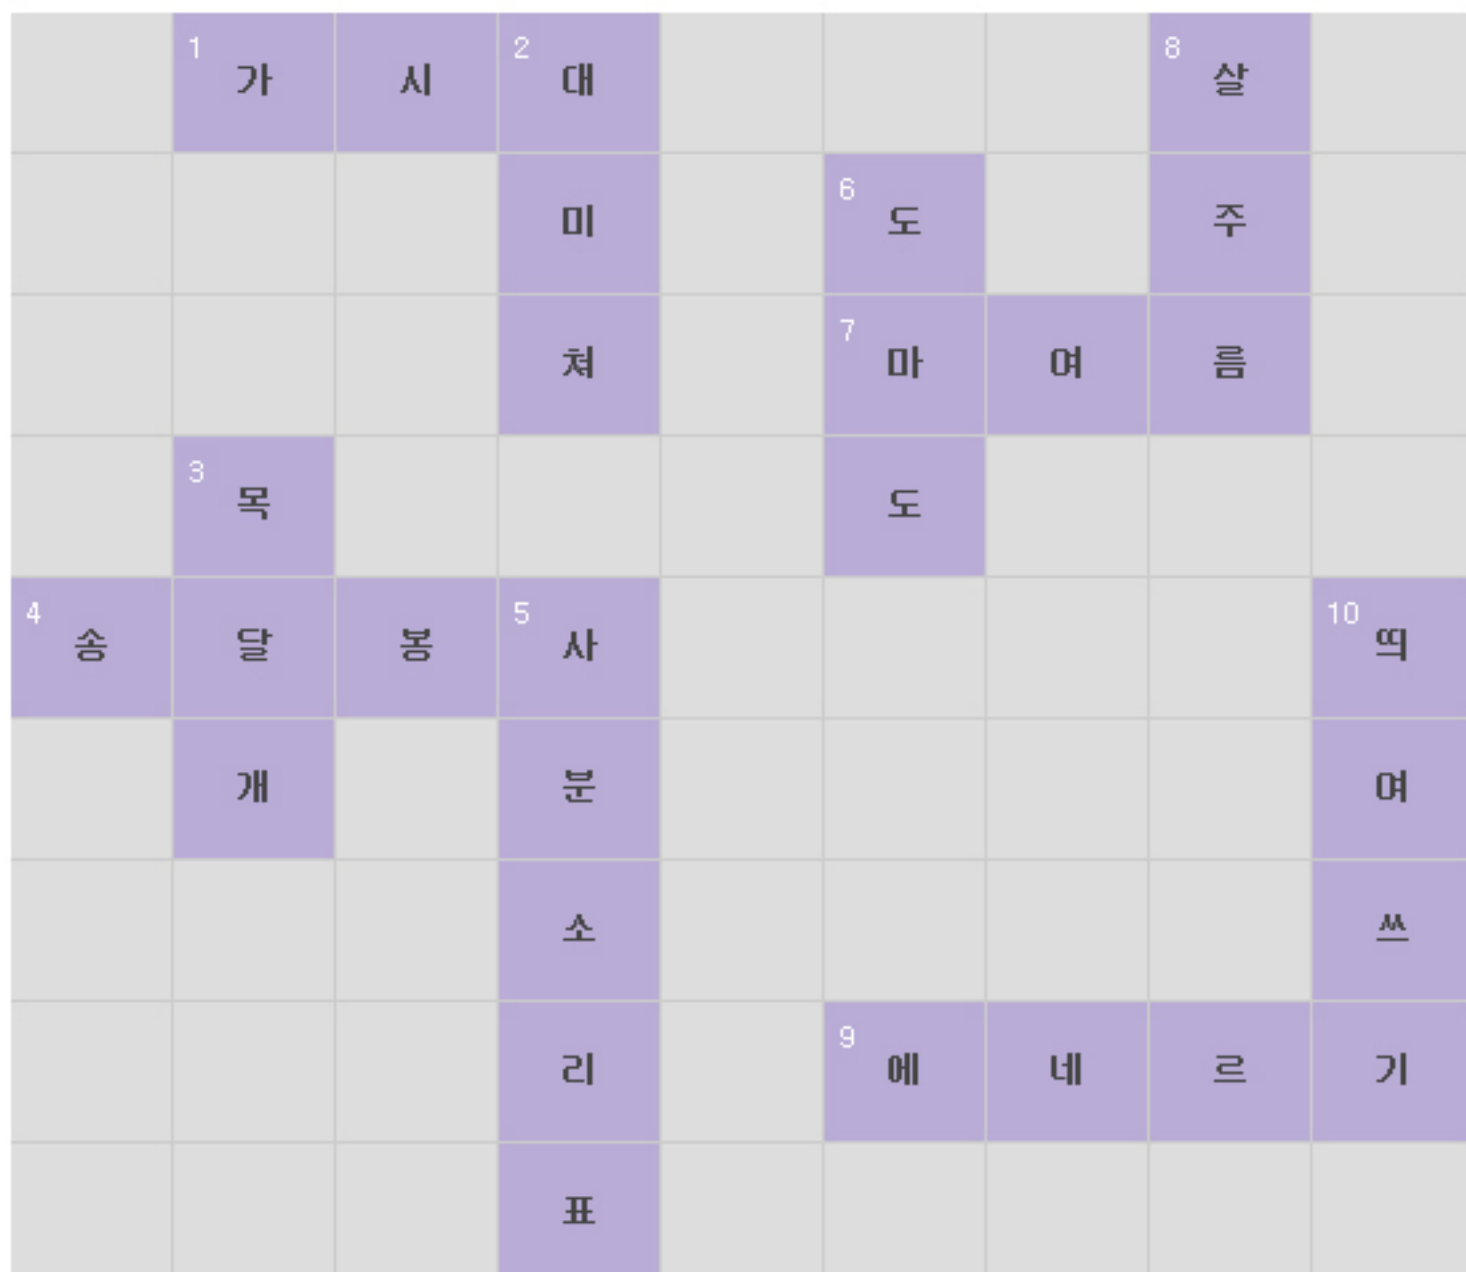 1 가 시 2 대 8 살
미 6 도 주
쳐 7 마 여 름
3 목 도
4 송 달 봉 5 사 10 띄
개 분 여
소 쓰
리 9 에 네 르 기
표